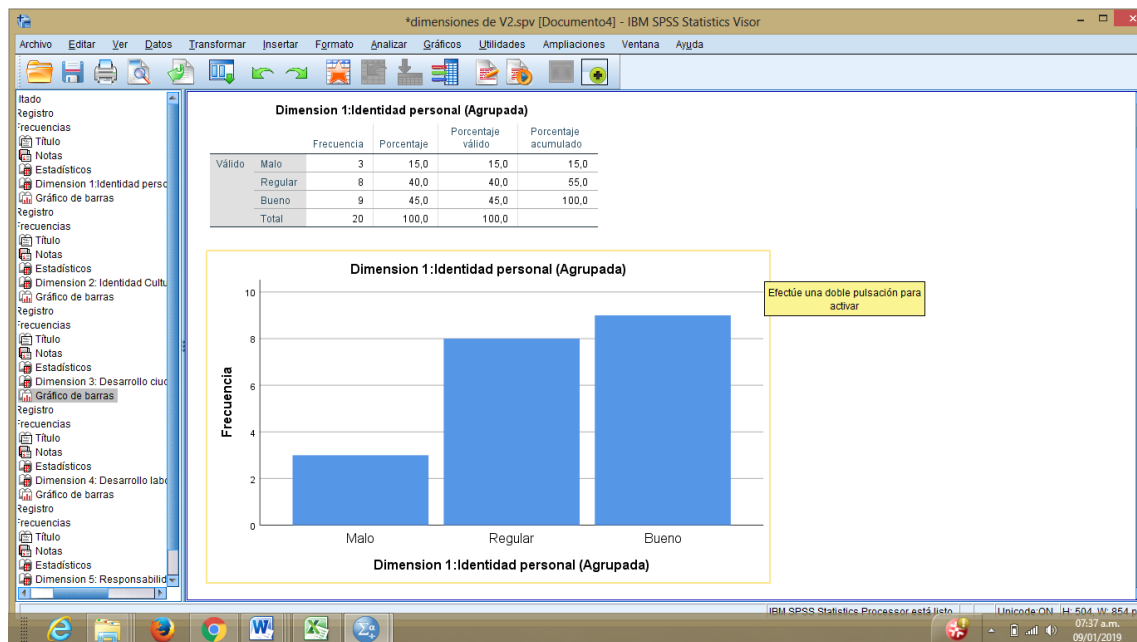 *dimensiones de V2.spv [Documento4] - IBM SPSS Statistics Visor
Archivo Editar Ver Datos Transformar Insertar Formato Analizar Gráficos Utilidades Ampliaciones Ventana Ayuda
ltado
Registro
Frecuencias
Título
Notas
Estadísticos
Dimension 1:Identidad perso
Gráfico de barras
Registro
Frecuencias
Título
Notas
Estadísticos
Dimension 2: Identidad Cultu
Gráfico de barras
Registro
Frecuencias
Título
Notas
Estadísticos
Dimension 3: Desarrollo ciud
Gráfico de barras
Registro
Frecuencias
Título
Notas
Estadísticos
Dimension 4: Desarrollo labo
Gráfico de barras
Registro
Frecuencias
Título
Notas
Estadísticos
Dimension 5: Responsabilid
Dimension 1:Identidad personal (Agrupada)
Frecuencia Porcentaje Porcentaje válido Porcentaje acumulado
Válido Malo 3 15,0 15,0 15,0
Regular 8 40,0 40,0 55,0
Bueno 9 45,0 45,0 100,0
Total 20 100,0 100,0
Dimension 1:Identidad personal (Agrupada)
Efectúe una doble pulsación para
activar
Frecuencia
10
8
6
4
2
0
Malo Regular Bueno
Dimension 1:Identidad personal (Agrupada)
IBM SPSS Statistics Processor está listo Unicode:ON H: 504, W: 854 p
07:37 a.m.
09/01/2019